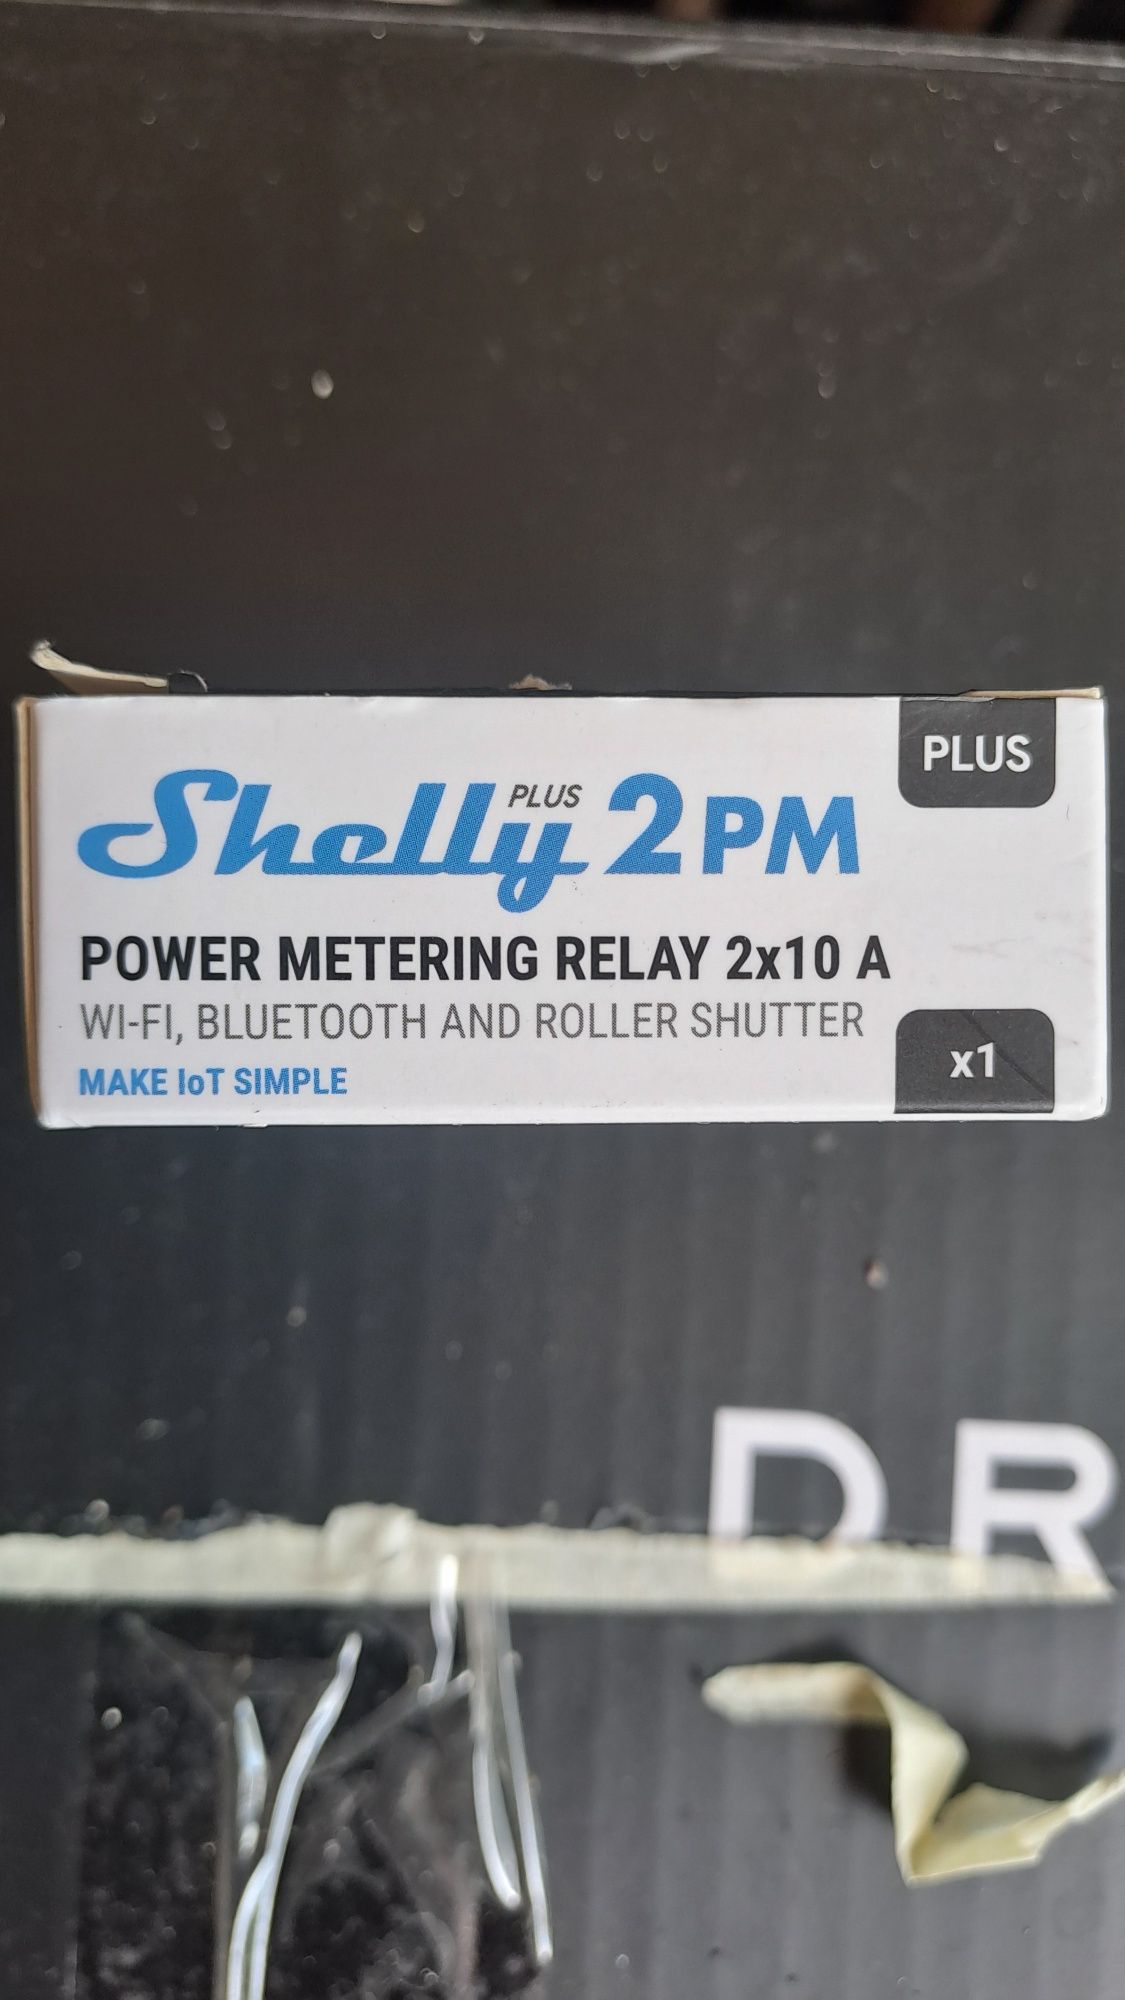 PLUS
Shelly PLUS 2PM
POWER METERING RELAY 2x10 A
WI-FI, BLUETOOTH AND ROLLER SHUTTER
MAKE IoT SIMPLE
x1
DR